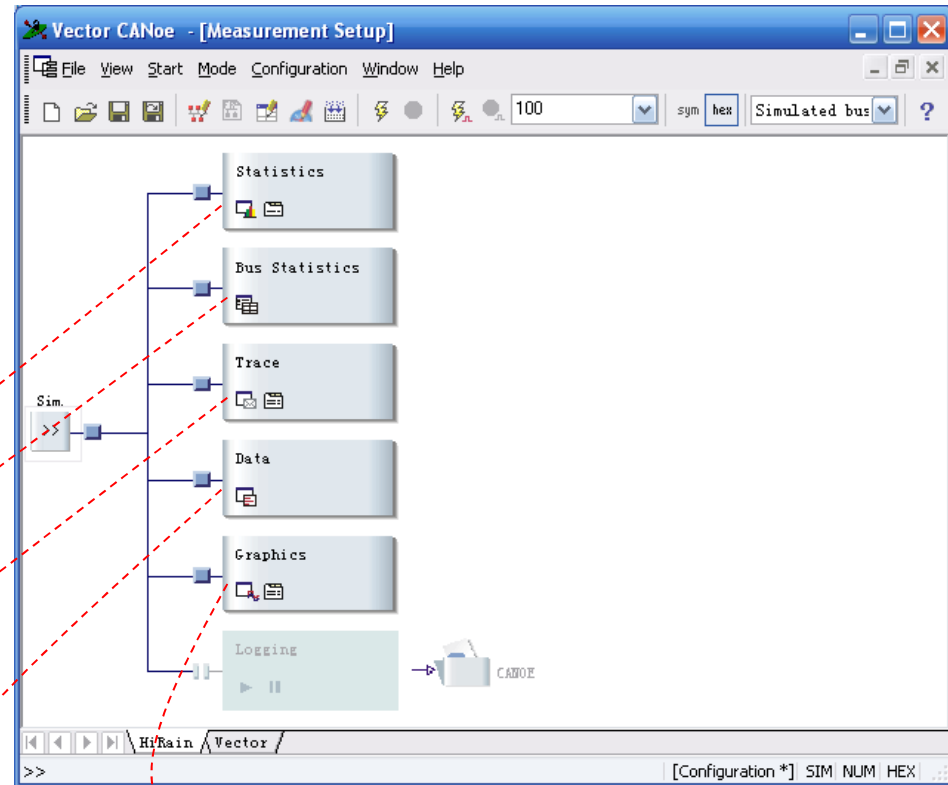 Vector CANoe - [Measurement Setup]
File View Start Mode Configuration Window Help
100 sym hex Simulated bus ?
Statistics
Bus Statistics
Trace
Sim.
>>
Data
Graphics
Logging
CANOE
HiRain Vector
>> [Configuration *] SIM NUM HEX